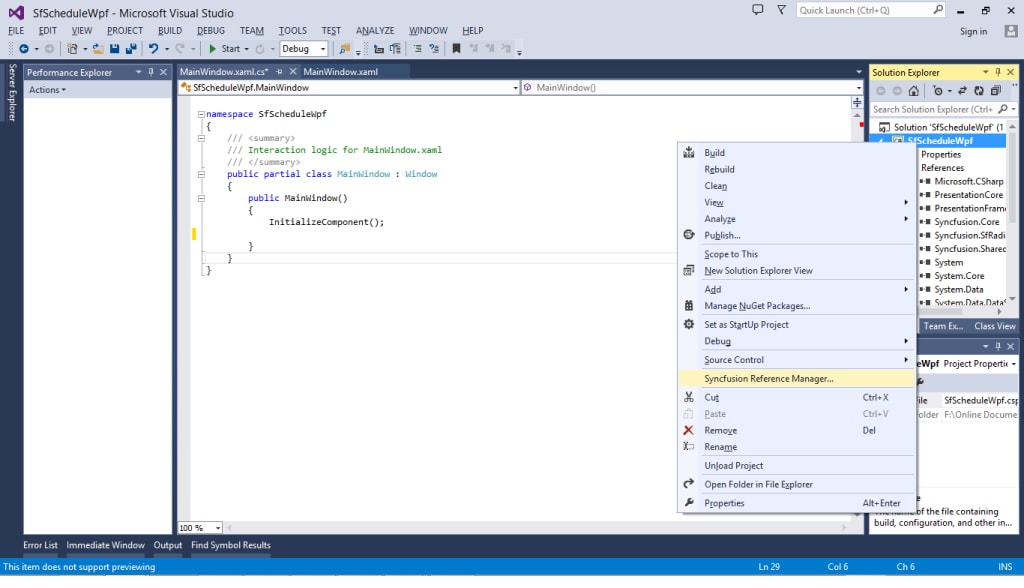 SfScheduleWpf - Microsoft Visual Studio
Quick Launch (Ctrl+Q)
FILE EDIT VIEW PROJECT BUILD DEBUG TEAM TOOLS TEST ANALYZE WINDOW HELP
Sign in
Start Debug
Server Explorer
Performance Explorer
Actions
MainWindow.xaml.cs* MainWindow.xaml
SfScheduleWpf.MainWindow MainWindow()
namespace SfScheduleWpf
{
/// <summary>
/// Interaction logic for MainWindow.xaml
/// </summary>
public partial class MainWindow : Window
{
public MainWindow()
{
InitializeComponent();
}
}
}
100 %
Build
Rebuild
Clean
View
Analyze
Publish...
Scope to This
New Solution Explorer View
Add
Manage NuGet Packages...
Set as StartUp Project
Debug
Source Control
Syncfusion Reference Manager...
Cut Ctrl+X
Paste Ctrl+V
Remove Del
Rename
Unload Project
Open Folder in File Explorer
Properties Alt+Enter
Solution Explorer
Search Solution Explorer (Ctrl+
Solution 'SfScheduleWpf' (1
SfScheduleWpf
Properties
References
Microsoft.CSharp
PresentationCore
PresentationFram
Syncfusion.Core
Syncfusion.SfRadi
Syncfusion.Shared
System
System.Core
System.Data
System.Data.DataS
Team Ex... Class View
eWpf Project Propertie
File SfScheduleWpf.csp
older F:\Online Docume
e
The name of the file containing
build, configuration, and other in...
Error List Immediate Window Output Find Symbol Results
This item does not support previewing Ln 29 Col 6 Ch 6 INS